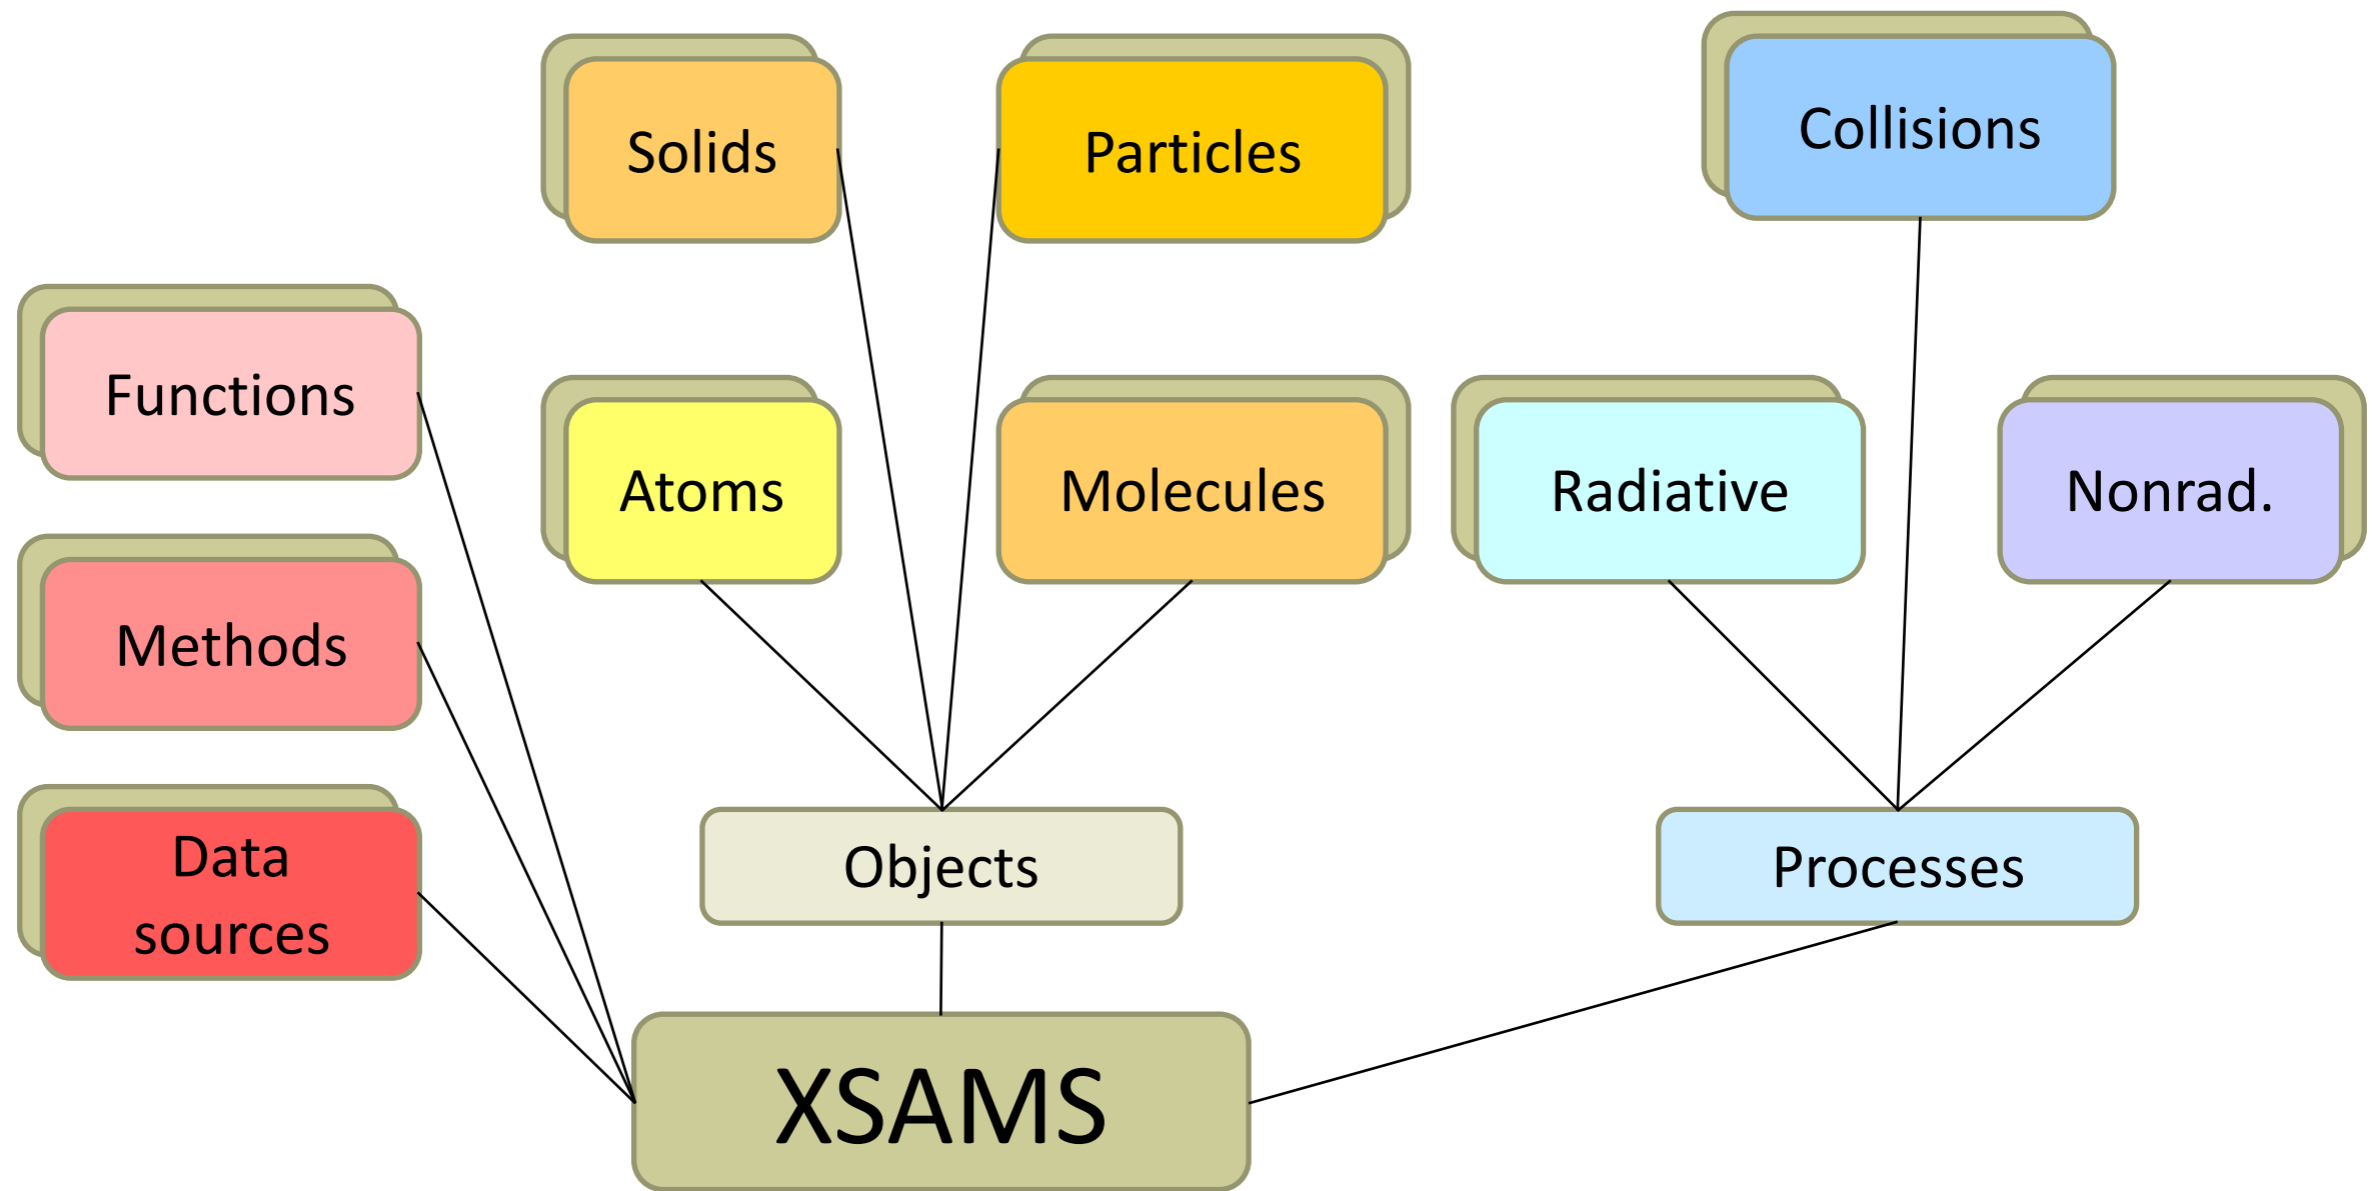 Solids
Particles
Collisions
Functions
Atoms
Molecules
Radiative
Nonrad.
Methods
Data
sources
Objects
Processes
XSAMS